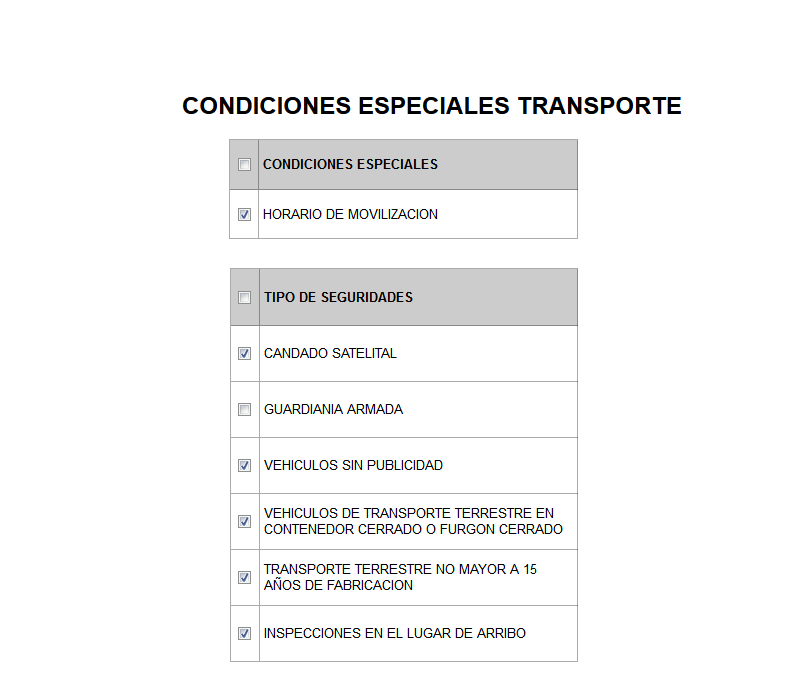 CONDICIONES ESPECIALES TRANSPORTE
CONDICIONES ESPECIALES
HORARIO DE MOVILIZACION
TIPO DE SEGURIDADES
CANDADO SATELITAL
GUARDIANIA ARMADA
VEHICULOS SIN PUBLICIDAD
VEHICULOS DE TRANSPORTE TERRESTRE EN
CONTENEDOR CERRADO O FURGON CERRADO
TRANSPORTE TERRESTRE NO MAYOR A 15
AÑOS DE FABRICACION
INSPECCIONES EN EL LUGAR DE ARRIBO